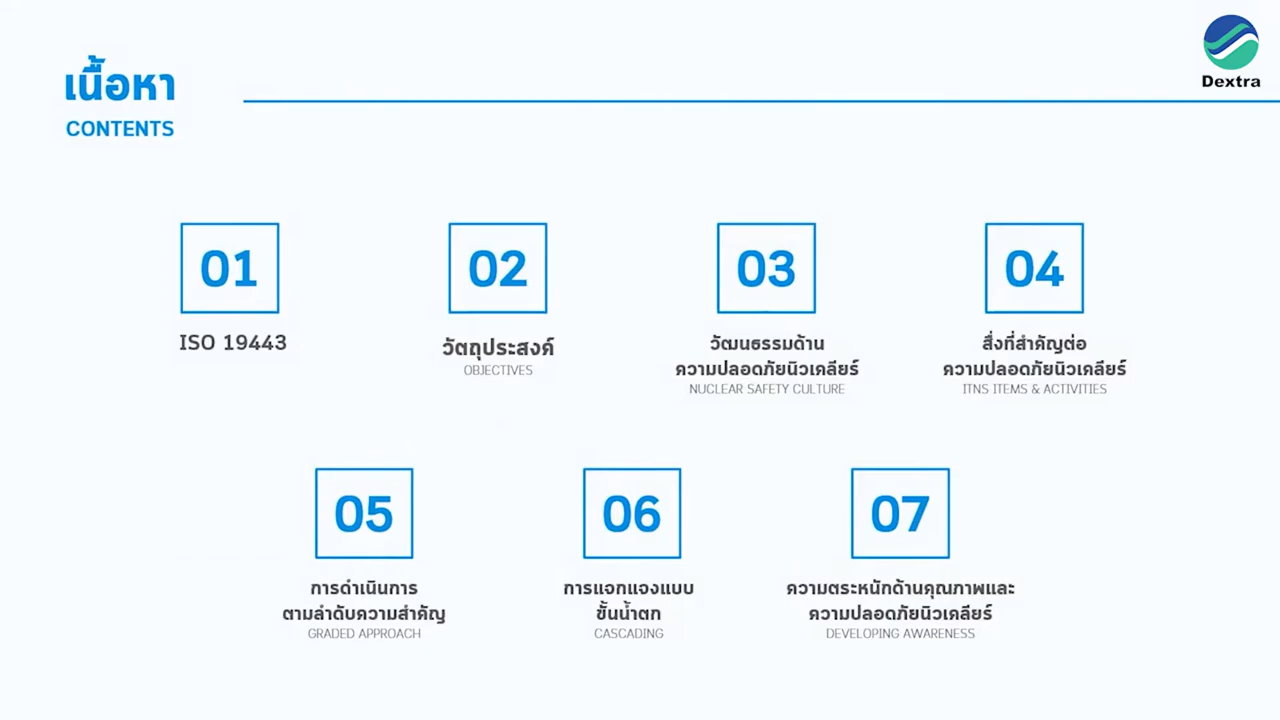 Dextra
เนื้อหา
CONTENTS
01
ISO 19443
02
วัตถุประสงค์
OBJECTIVES
03
วัฒนธรรมด้าน
ความปลอดภัยนิวเคลียร์
NUCLEAR SAFETY CULTURE
04
สิ่งที่สำคัญต่อ
ความปลอดภัยนิวเคลียร์
ITNS ITEMS & ACTIVITIES
05
การดำเนินการ
ตามลำดับความสำคัญ
GRADED APPROACH
06
การแจกแจงแบบ
ขั้นน้ำตก
CASCADING
07
ความตระหนักด้านคุณภาพและ
ความปลอดภัยนิวเคลียร์
DEVELOPING AWARENESS